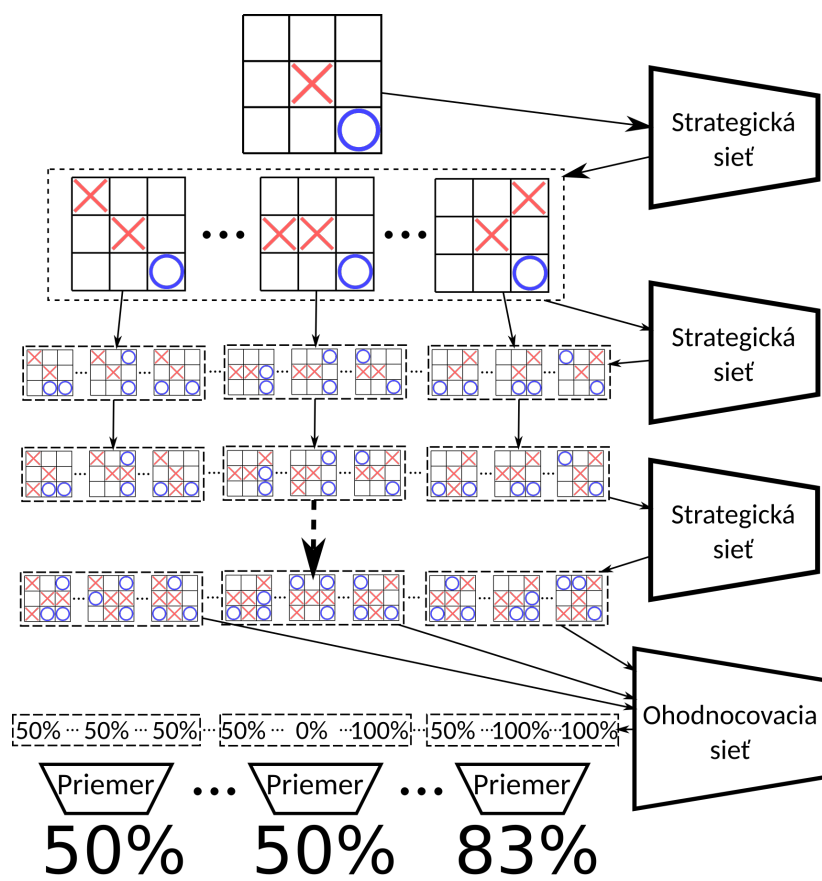 Strategická
sieť
Strategická
sieť
Strategická
sieť
Ohodnocovacia
sieť
50% ... 50% ... 50% ... 50% ... 0% ... 100% ... 50% ... 100% ... 100%
Priemer ... Priemer ... Priemer
50% 50% 83%